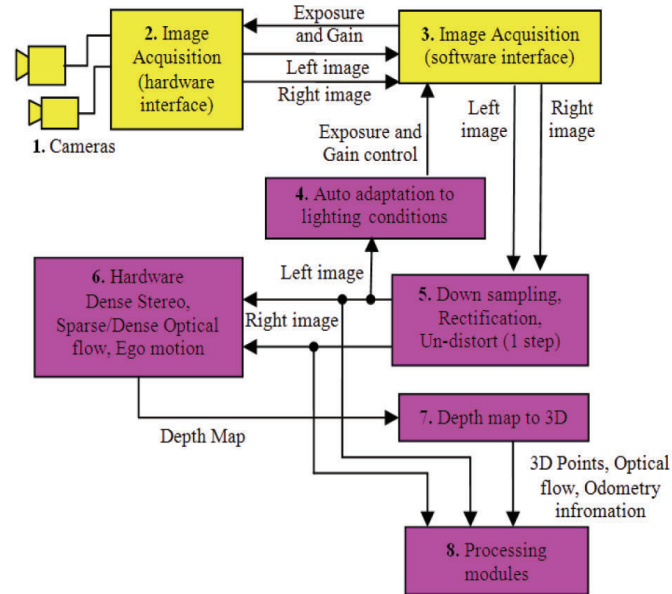 2. Image
Acquisition
(hardware
interface)
Exposure
and Gain
Left image
Right image
3. Image Acquisition
(software interface)
1. Cameras
Exposure and
Gain control
Left
image
Right
image
4. Auto adaptation to
lighting conditions
Left image
Right image
6. Hardware
Dense Stereo,
Sparse/Dense Optical
flow, Ego motion
5. Down sampling,
Rectification,
Un-distort (1 step)
Depth Map
7. Depth map to 3D
3D Points, Optical
flow, Odometry
infromation
8. Processing
modules